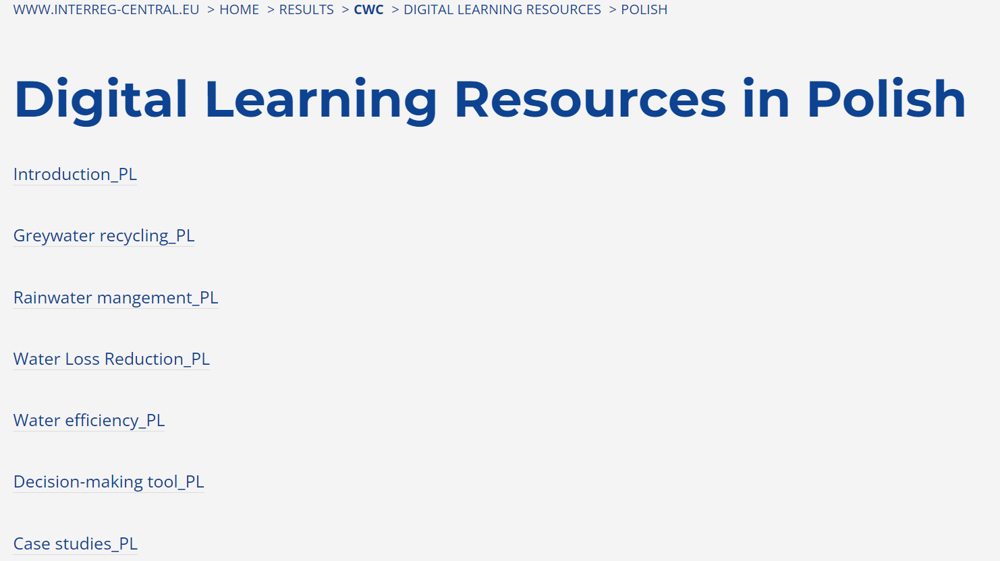 WWW.INTERREG-CENTRAL.EU > HOME > RESULTS > CWC > DIGITAL LEARNING RESOURCES > POLISH
Digital Learning Resources in Polish
Introduction_PL
Greywater recycling_PL
Rainwater mangement_PL
Water Loss Reduction_PL
Water efficiency_PL
Decision-making tool_PL
Case studies_PL